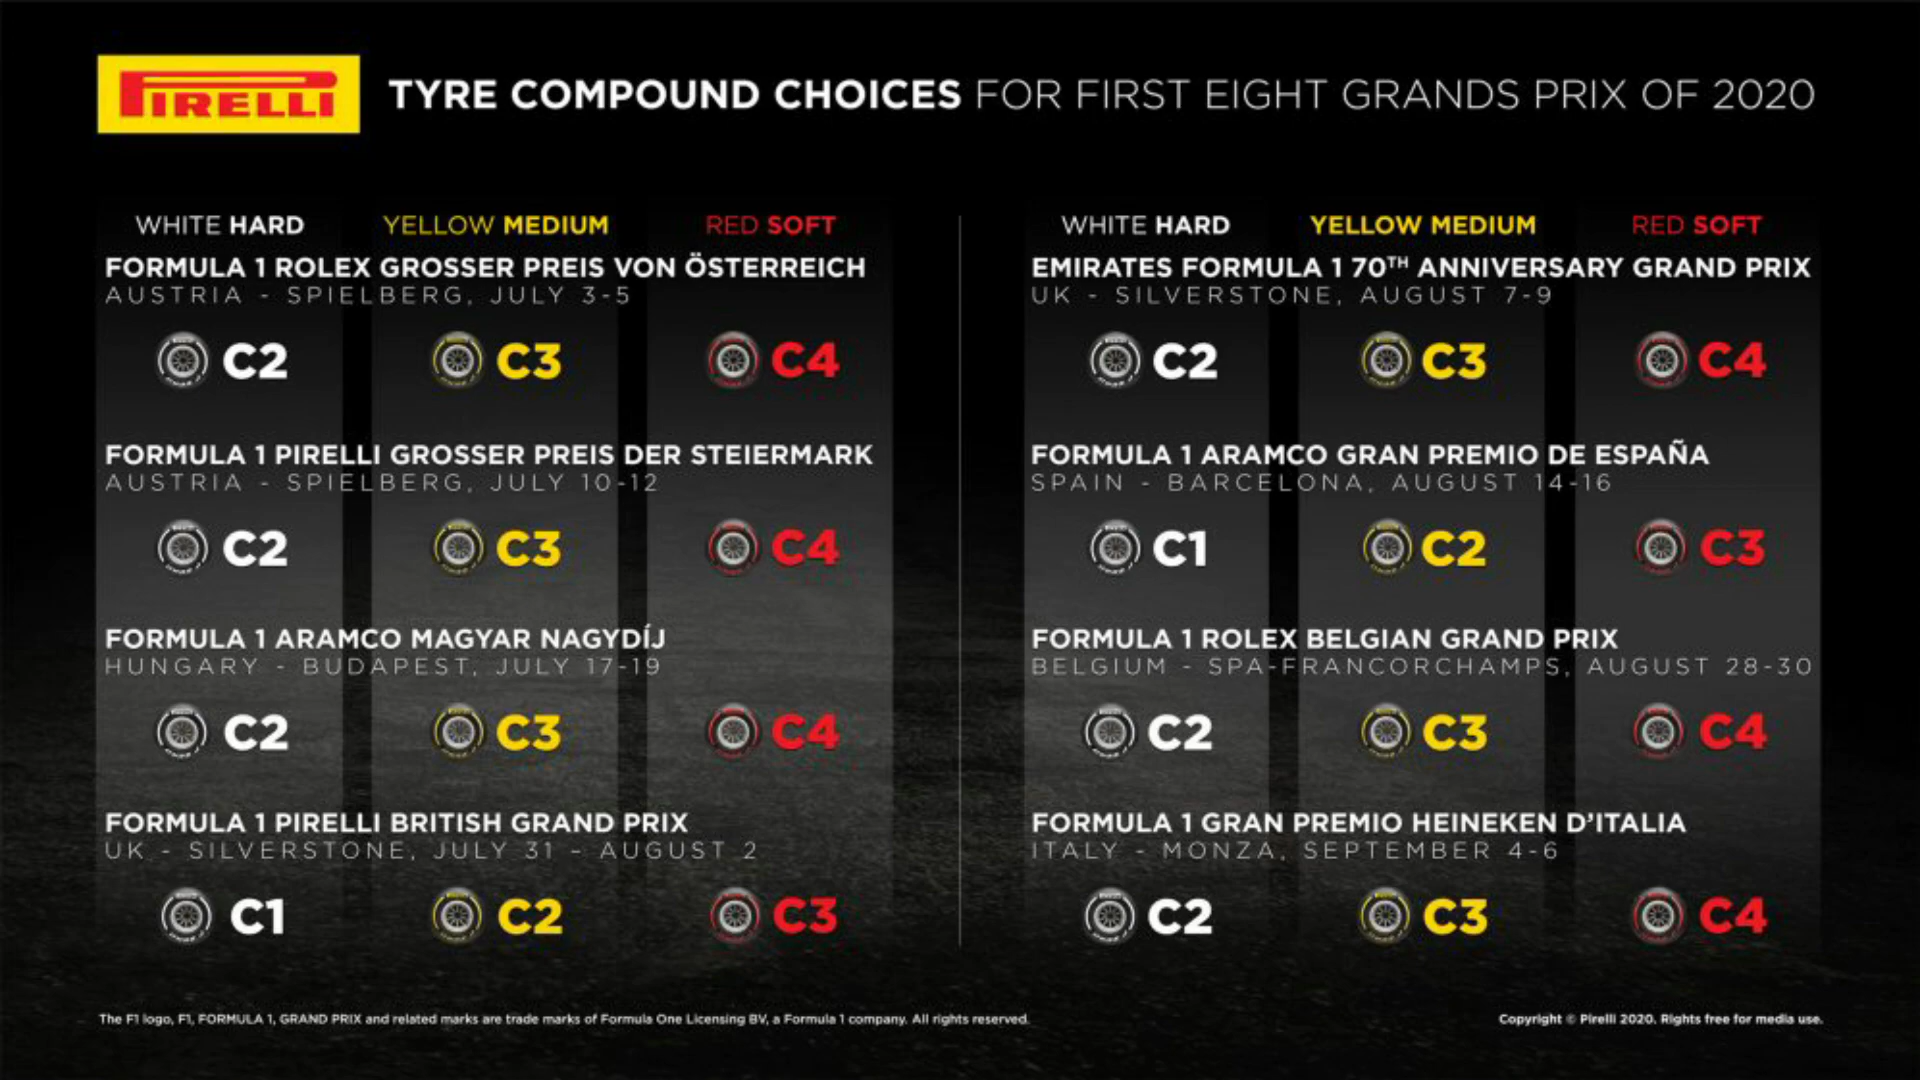 PIRELLI TYRE COMPOUND CHOICES FOR FIRST EIGHT GRANDS PRIX OF 2020
WHITE HARD YELLOW MEDIUM RED SOFT
FORMULA 1 ROLEX GROSSER PREIS VON ÖSTERREICH
AUSTRIA - SPIELBERG, JULY 3-5
C2 C3 C4
FORMULA 1 PIRELLI GROSSER PREIS DER STEIERMARK
AUSTRIA - SPIELBERG, JULY 10-12
C2 C3 C4
FORMULA 1 ARAMCO MAGYAR NAGYDÍJ
HUNGARY - BUDAPEST, JULY 17-19
C2 C3 C4
FORMULA 1 PIRELLI BRITISH GRAND PRIX
UK - SILVERSTONE, JULY 31 - AUGUST 2
C1 C2 C3
WHITE HARD YELLOW MEDIUM RED SOFT
EMIRATES FORMULA 1 70TH ANNIVERSARY GRAND PRIX
UK - SILVERSTONE, AUGUST 7-9
C2 C3 C4
FORMULA 1 ARAMCO GRAN PREMIO DE ESPAÑA
SPAIN - BARCELONA, AUGUST 14-16
C1 C2 C3
FORMULA 1 ROLEX BELGIAN GRAND PRIX
BELGIUM - SPA-FRANCORCHAMPS, AUGUST 28-30
C2 C3 C4
FORMULA 1 GRAN PREMIO HEINEKEN D'ITALIA
ITALY - MONZA, SEPTEMBER 4-6
C2 C3 C4
The F1 logo, F1, FORMULA 1, GRAND PRIX and related marks are trade marks of Formula One Licensing BV, a Formula 1 company. All rights reserved.
Copyright © Pirelli 2020. Rights free for media use.